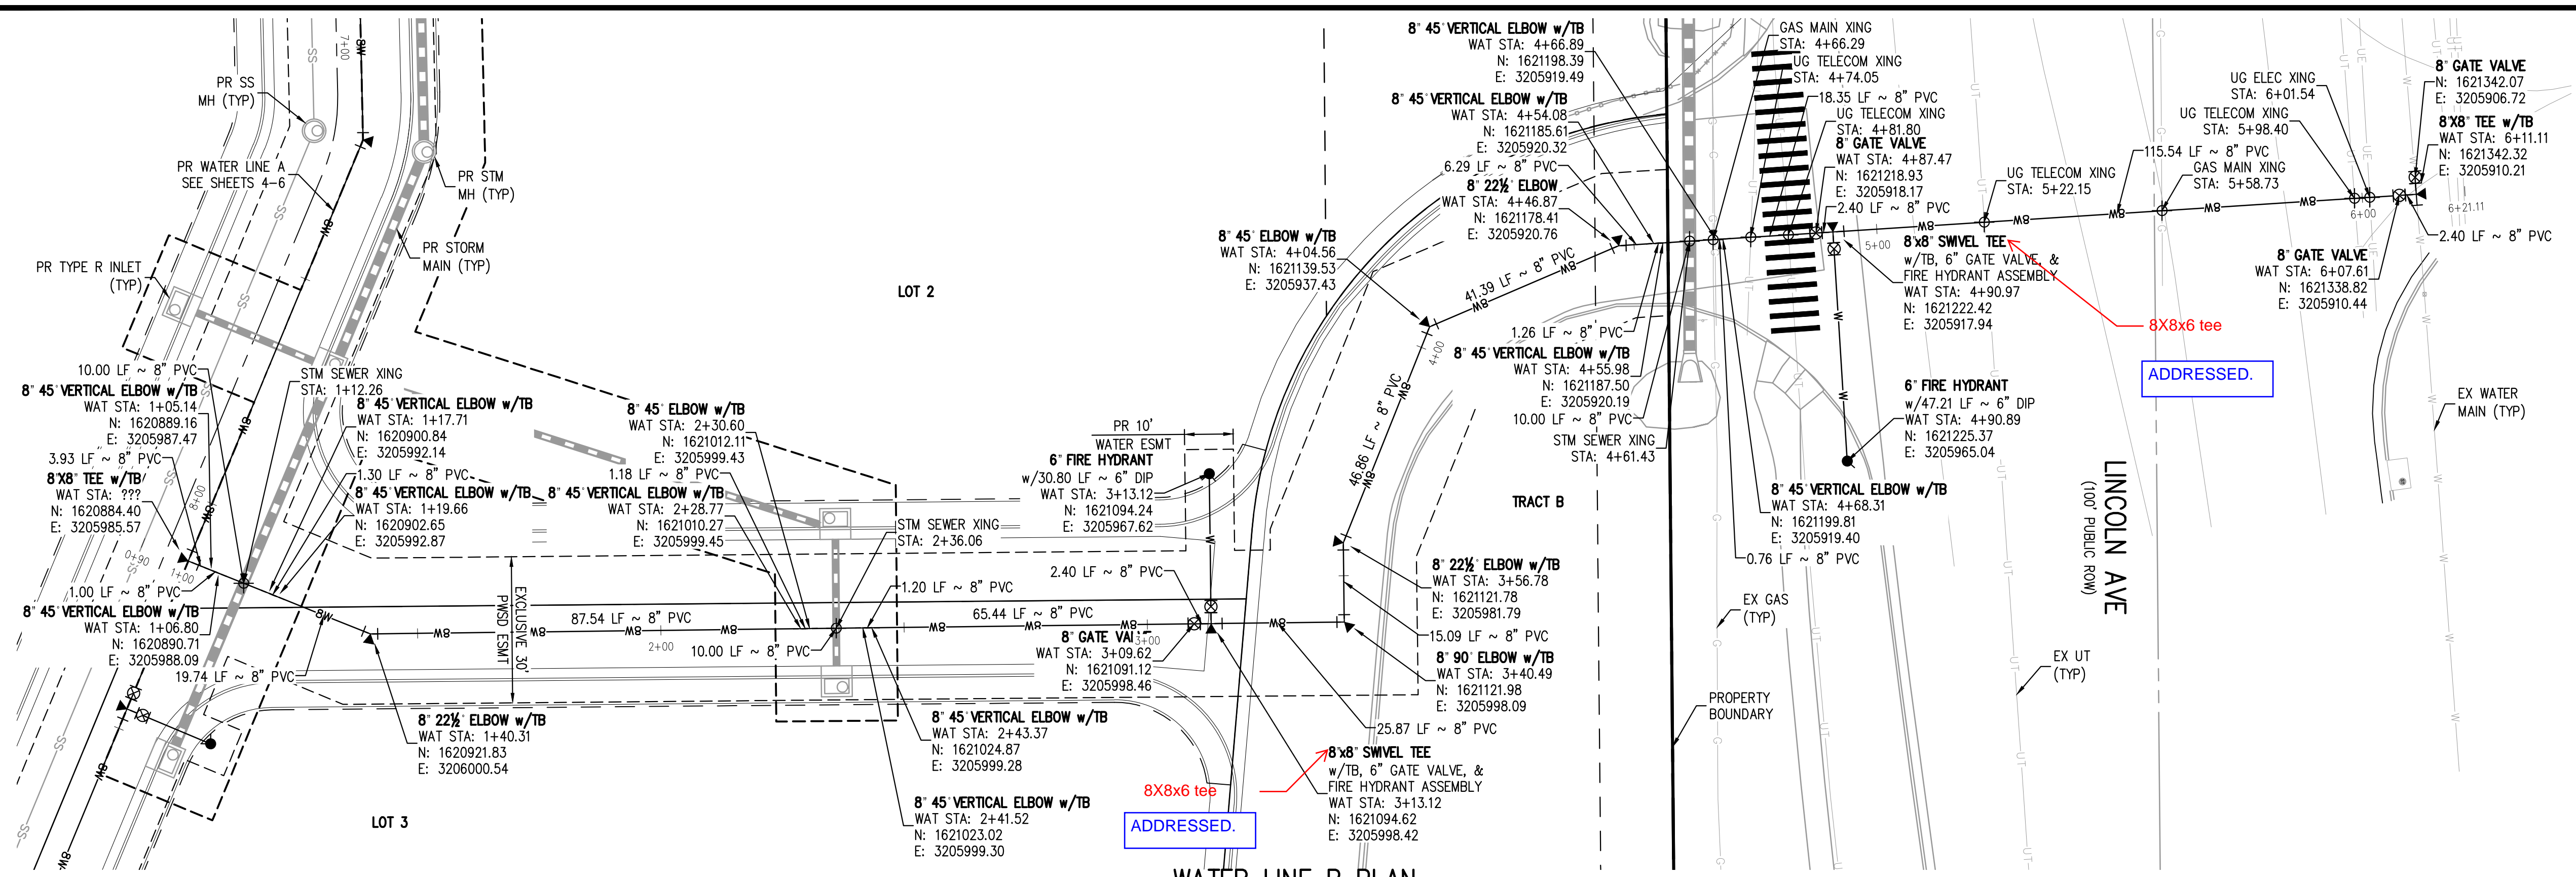 PR SS
MH (TYP)
7+00
8W
SS
PR WATER LINE A
SEE SHEETS 4-6
PR STM
MH (TYP)
PR STORM
MAIN (TYP)
PR TYPE R INLET
(TYP)
10.00 LF ~ 8" PVC
8" 45° VERTICAL ELBOW w/TB
WAT STA: 1+05.14
N: 1620889.16
E: 3205987.47
3.93 LF ~ 8" PVC
8"X8" TEE w/TB
WAT STA: ???
N: 1620884.40
E: 3205985.57
8+00
0+90
1+00
1.00 LF ~ 8" PVC
8" 45° VERTICAL ELBOW w/TB
WAT STA: 1+06.80
N: 1620890.71
E: 3205988.09
19.74 LF ~ 8" PVC
STM SEWER XING
STA: 1+12.26
8" 45° VERTICAL ELBOW w/TB
WAT STA: 1+17.71
N: 1620900.84
E: 3205992.14
1.30 LF ~ 8" PVC
8" 45° VERTICAL ELBOW w/TB
WAT STA: 1+19.66
N: 1620902.65
E: 3205992.87
8" 22½° ELBOW w/TB
WAT STA: 1+40.31
N: 1620921.83
E: 3206000.54
LOT 3
EXCLUSIVE 30'
PWSD ESMT
87.54 LF ~ 8" PVC
2+00
8" 45° ELBOW w/TB
WAT STA: 2+30.60
N: 1621012.11
E: 3205999.43
1.18 LF ~ 8" PVC
8" 45° VERTICAL ELBOW w/TB
WAT STA: 2+28.77
N: 1621010.27
E: 3205999.45
10.00 LF ~ 8" PVC
STM SEWER XING
STA: 2+36.06
1.20 LF ~ 8" PVC
65.44 LF ~ 8" PVC
8" 45° VERTICAL ELBOW w/TB
WAT STA: 2+43.37
N: 1621024.87
E: 3205999.28
8" 45° VERTICAL ELBOW w/TB
WAT STA: 2+41.52
N: 1621023.02
E: 3205999.30
LOT 2
PR 10'
WATER ESMT
6" FIRE HYDRANT
w/30.80 LF ~ 6" DIP
WAT STA: 3+13.12
N: 1621094.24
E: 3205967.62
2.40 LF ~ 8" PVC
3+00
8" GATE VALVE
WAT STA: 3+09.62
N: 1621091.12
E: 3205998.46
8X8x6 tee
ADDRESSED.
8"x8" SWIVEL TEE
w/TB, 6" GATE VALVE, &
FIRE HYDRANT ASSEMBLY
WAT STA: 3+13.12
N: 1621094.62
E: 3205998.42
25.87 LF ~ 8" PVC
8" 90° ELBOW w/TB
WAT STA: 3+40.49
N: 1621121.98
E: 3205998.09
15.09 LF ~ 8" PVC
8" 22½° ELBOW w/TB
WAT STA: 3+56.78
N: 1621121.78
E: 3205981.79
46.86 LF ~ 8" PVC
4+00
8" 45° ELBOW w/TB
WAT STA: 4+04.56
N: 1621139.53
E: 3205937.43
41.39 LF ~ 8" PVC
8" 45° VERTICAL ELBOW w/TB
WAT STA: 4+66.89
N: 1621198.39
E: 3205919.49
8" 45° VERTICAL ELBOW w/TB
WAT STA: 4+54.08
N: 1621185.61
E: 3205920.32
6.29 LF ~ 8" PVC
8" 22½° ELBOW
WAT STA: 4+46.87
N: 1621178.41
E: 3205920.76
1.26 LF ~ 8" PVC
8" 45° VERTICAL ELBOW w/TB
WAT STA: 4+55.98
N: 1621187.50
E: 3205920.19
10.00 LF ~ 8" PVC
STM SEWER XING
STA: 4+61.43
TRACT B
GAS MAIN XING
STA: 4+66.29
UG TELECOM XING
STA: 4+74.05
18.35 LF ~ 8" PVC
UG TELECOM XING
STA: 4+81.80
8" GATE VALVE
WAT STA: 4+87.47
N: 1621218.93
E: 3205918.17
2.40 LF ~ 8" PVC
5+00
8"x8" SWIVEL TEE
w/TB, 6" GATE VALVE, &
FIRE HYDRANT ASSEMBLY
WAT STA: 4+90.97
N: 1621222.42
E: 3205917.94
8X8x6 tee
ADDRESSED.
6" FIRE HYDRANT
w/47.21 LF ~ 6" DIP
WAT STA: 4+90.89
N: 1621225.37
E: 3205965.04
8" 45° VERTICAL ELBOW w/TB
WAT STA: 4+68.31
N: 1621199.81
E: 3205919.40
0.76 LF ~ 8" PVC
EX GAS
(TYP)
PROPERTY
BOUNDARY
EX UT
(TYP)
LINCOLN AVE
(100' PUBLIC ROW)
UG TELECOM XING
STA: 5+22.15
115.54 LF ~ 8" PVC
GAS MAIN XING
STA: 5+58.73
UG ELEC XING
STA: 6+01.54
UG TELECOM XING
STA: 5+98.40
6+00
8" GATE VALVE
N: 1621342.07
E: 3205906.72
8"X8" TEE w/TB
WAT STA: 6+11.11
N: 1621342.32
E: 3205910.21
6+21.11
2.40 LF ~ 8" PVC
8" GATE VALVE
WAT STA: 6+07.61
N: 1621338.82
E: 3205910.44
EX WATER
MAIN (TYP)
WATER LINE B PLAN